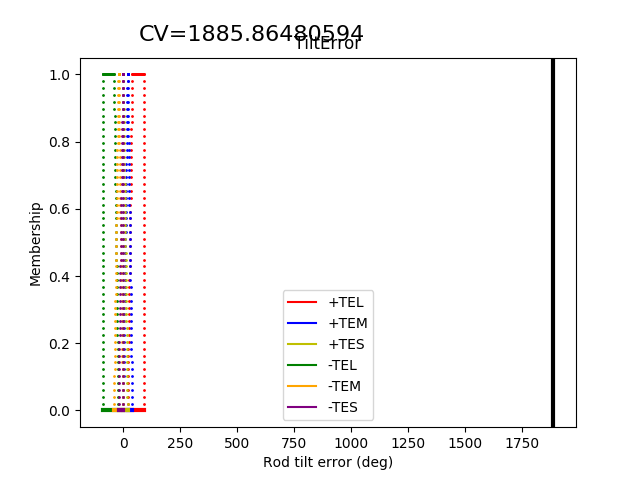 CV=1885.86480594
TiltError
1.0
0.8
0.6
0.4
0.2
0.0
Membership
+TEL
+TEM
+TES
-TEL
-TEM
-TES
0 250 500 750 1000 1250 1500 1750
Rod tilt error (deg)